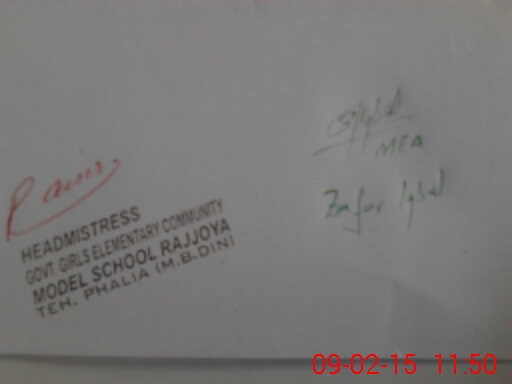 MEA
Zafar Iqbal
HEADMISTRESS
GOVT. GIRLS ELEMENTARY COMMUNITY
MODEL SCHOOL RAJJOYA
TEH. PHALIA (M.B.DIN)
09-02-15 11.50